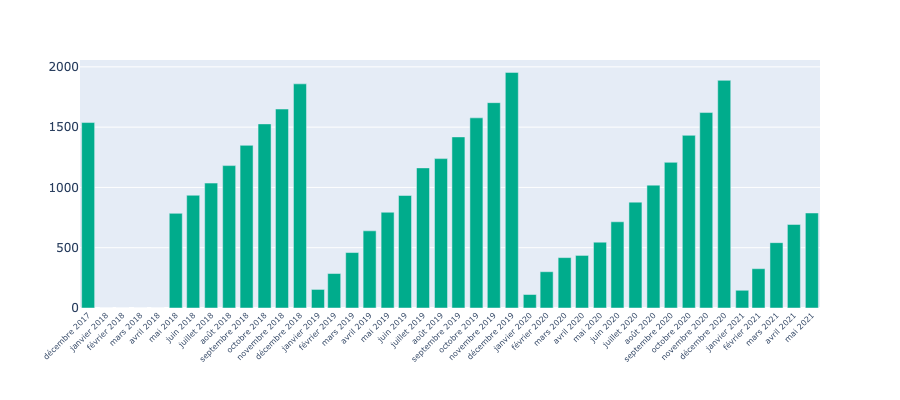 2000
1500
1000
500
0
décembre 2017
janvier 2018
février 2018
mars 2018
avril 2018
mai 2018
juin 2018
juillet 2018
août 2018
septembre 2018
octobre 2018
novembre 2018
décembre 2018
janvier 2019
février 2019
mars 2019
avril 2019
mai 2019
juin 2019
juillet 2019
août 2019
septembre 2019
octobre 2019
novembre 2019
décembre 2019
janvier 2020
février 2020
mars 2020
avril 2020
mai 2020
juin 2020
juillet 2020
août 2020
septembre 2020
octobre 2020
novembre 2020
décembre 2020
janvier 2021
février 2021
mars 2021
avril 2021
mai 2021